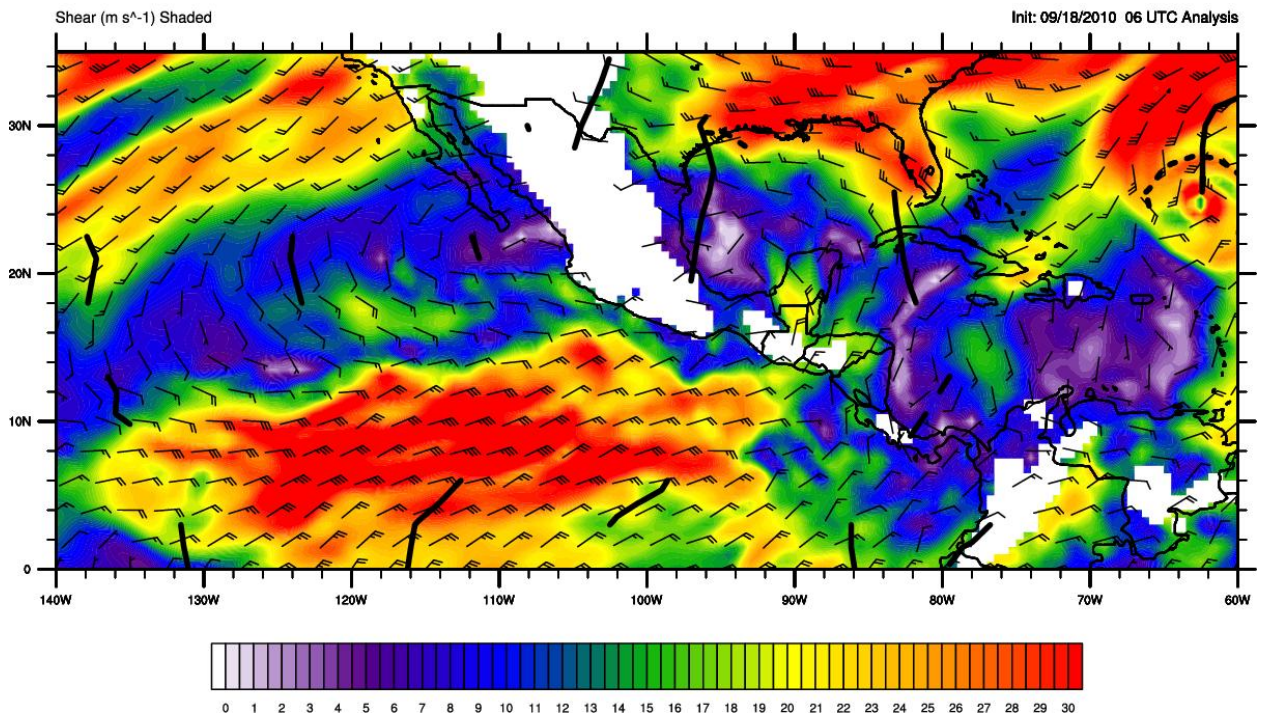 Shear (m s^-1) Shaded
Init: 09/18/2010 06 UTC Analysis
30N
20N
10N
0
140W 130W 120W 110W 100W 90W 80W 70W 60W
0 1 2 3 4 5 6 7 8 9 10 11 12 13 14 15 16 17 18 19 20 21 22 23 24 25 26 27 28 29 30